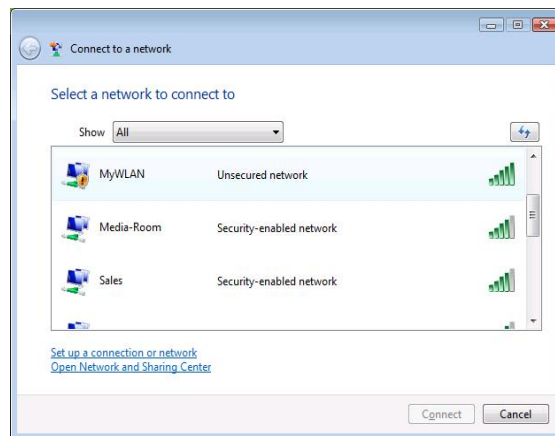 Connect to a network
Select a network to connect to
Show All
MyWLAN Unsecured network
Media-Room Security-enabled network
Sales Security-enabled network
Set up a connection or network
Open Network and Sharing Center
Connect Cancel